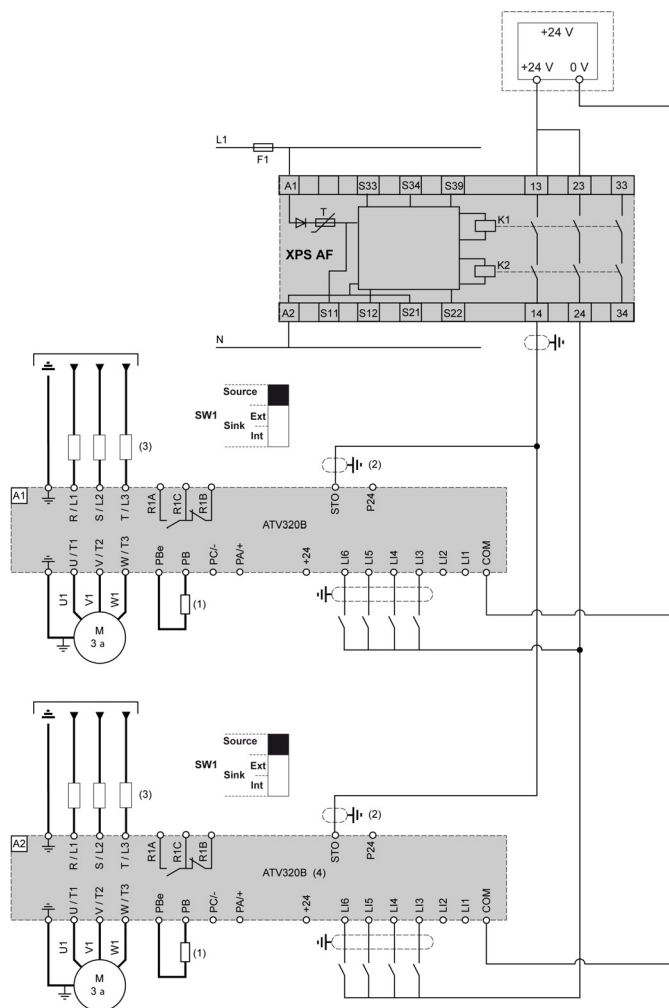 +24 V
+24 V 0 V
L1
F1
A1 S33 S34 S39 13 23 33
T
K1
XPS AF
K2
A2 S11 S12 S21 S22 14 24 34
N
Source
SW1 Ext
Sink
Int
(3)
(2)
A1
R / L1 S / L2 T / L3 R1A R1C R1B STO P24
ATV320B
U / T1 V / T2 W / T3 PBe PB PC/- PA/+ +24 LI6 LI5 LI4 LI3 LI2 LI1 COM
U1 V1 W1
(1)
M
3 a
Source
SW1 Ext
Sink
Int
(3)
(2)
A2
R / L1 S / L2 T / L3 R1A R1C R1B STO P24
ATV320B (4)
U / T1 V / T2 W / T3 PBe PB PC/- PA/+ +24 LI6 LI5 LI4 LI3 LI2 LI1 COM
U1 V1 W1
(1)
M
3 a